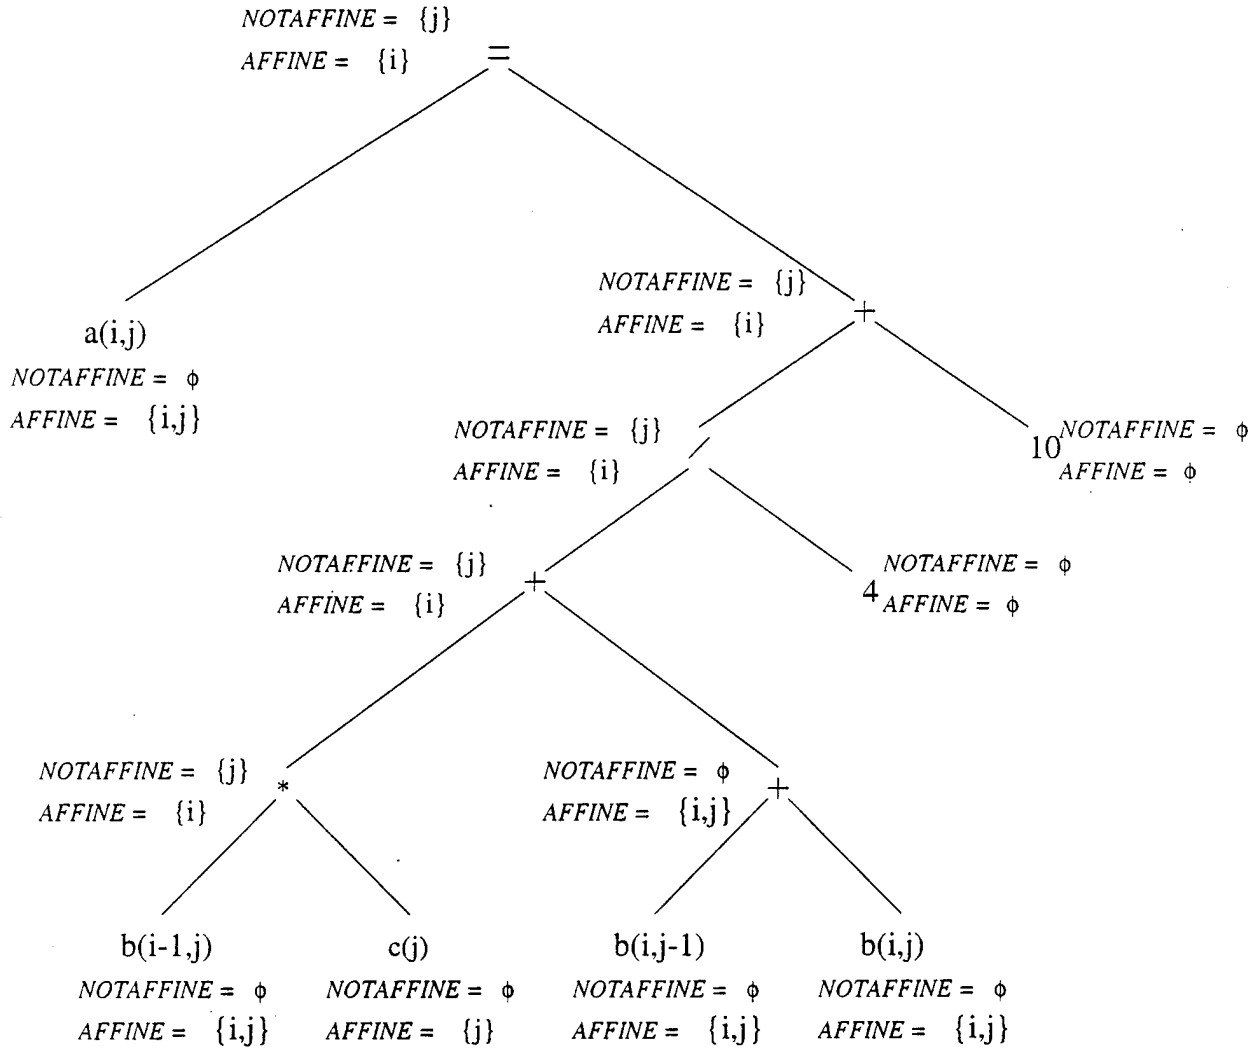 NOTAFFINE = {j}
AFFINE = {i}
=
NOTAFFINE = {j}
AFFINE = {i}
+
a(i,j)
NOTAFFINE = ϕ
AFFINE = {i,j}
NOTAFFINE = {j}
AFFINE = {i}
/
10
NOTAFFINE = ϕ
AFFINE = ϕ
NOTAFFINE = {j}
AFFINE = {i}
+
4
NOTAFFINE = ϕ
AFFINE = ϕ
NOTAFFINE = {j}
AFFINE = {i}
*
NOTAFFINE = ϕ
AFFINE = {i,j}
+
b(i-1,j)
NOTAFFINE = ϕ
AFFINE = {i,j}
c(j)
NOTAFFINE = ϕ
AFFINE = {j}
b(i,j-1)
NOTAFFINE = ϕ
AFFINE = {i,j}
b(i,j)
NOTAFFINE = ϕ
AFFINE = {i,j}